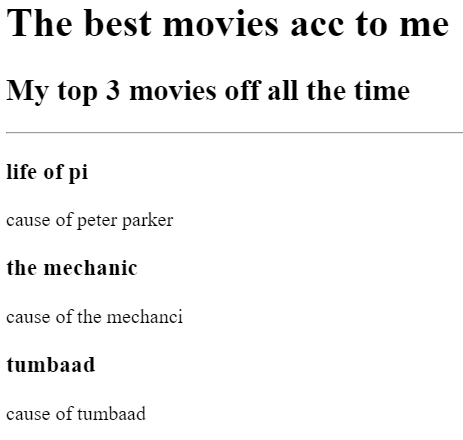 The best movies acc to me
My top 3 movies off all the time
life of pi
cause of peter parker
the mechanic
cause of the mechanci
tumbaad
cause of tumbaad